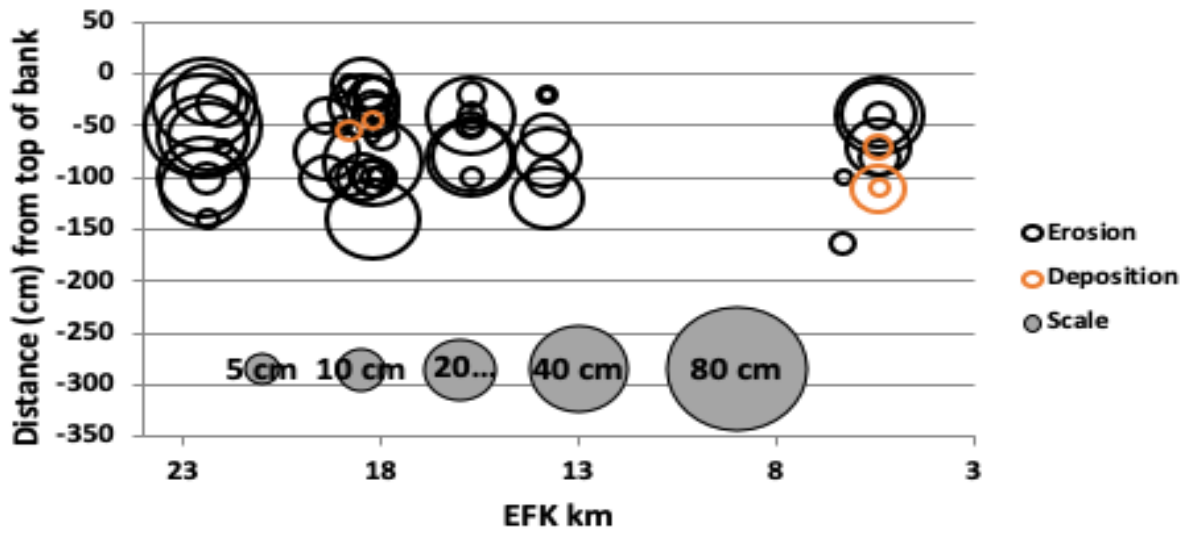 Distance (cm) from top of bank
50
0
-50
-100
-150
-200
-250
-300
-350
5 cm
10 cm
20...
40 cm
80 cm
23
18
13
8
3
EFK km
Erosion
Deposition
Scale